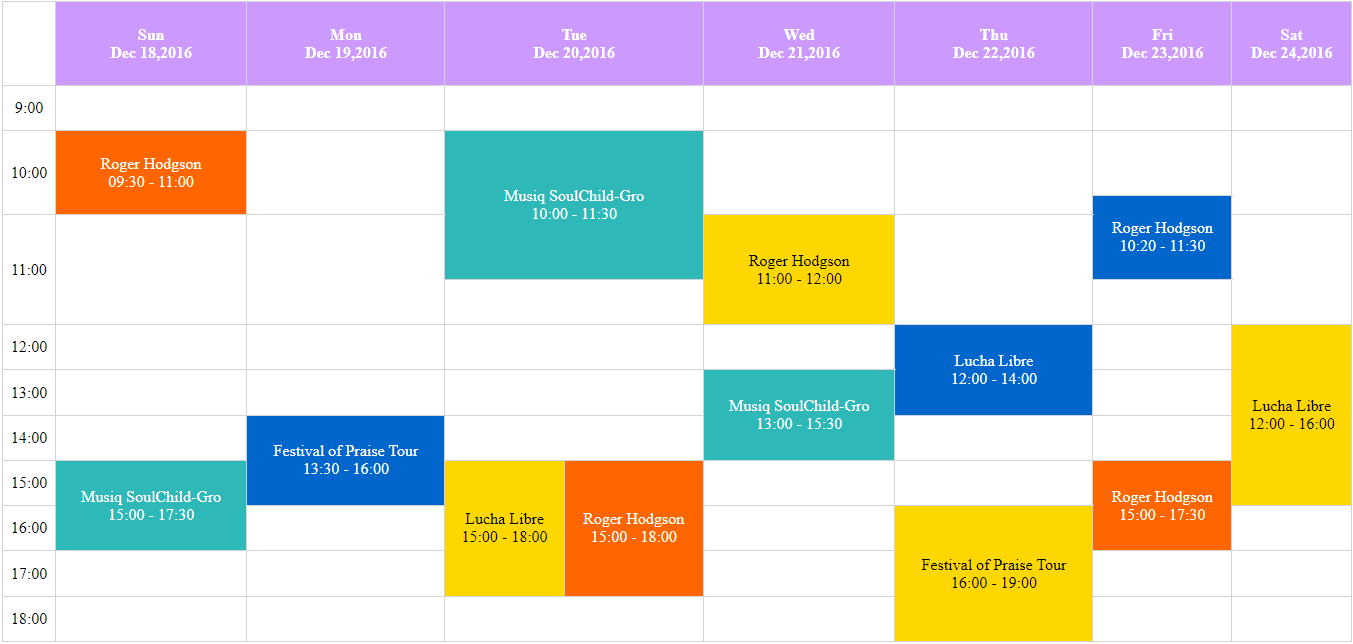 Sun
Dec 18,2016
Mon
Dec 19,2016
Tue
Dec 20,2016
Wed
Dec 21,2016
Thu
Dec 22,2016
Fri
Dec 23,2016
Sat
Dec 24,2016
9:00
10:00
Roger Hodgson
09:30 - 11:00
Musiq SoulChild-Gro
10:00 - 11:30
Roger Hodgson
10:20 - 11:30
11:00
Roger Hodgson
11:00 - 12:00
12:00
Lucha Libre
12:00 - 14:00
Lucha Libre
12:00 - 16:00
13:00
Musiq SoulChild-Gro
13:00 - 15:30
14:00
Festival of Praise Tour
13:30 - 16:00
15:00
Musiq SoulChild-Gro
15:00 - 17:30
Lucha Libre
15:00 - 18:00
Roger Hodgson
15:00 - 18:00
Roger Hodgson
15:00 - 17:30
16:00
Festival of Praise Tour
16:00 - 19:00
17:00
18:00